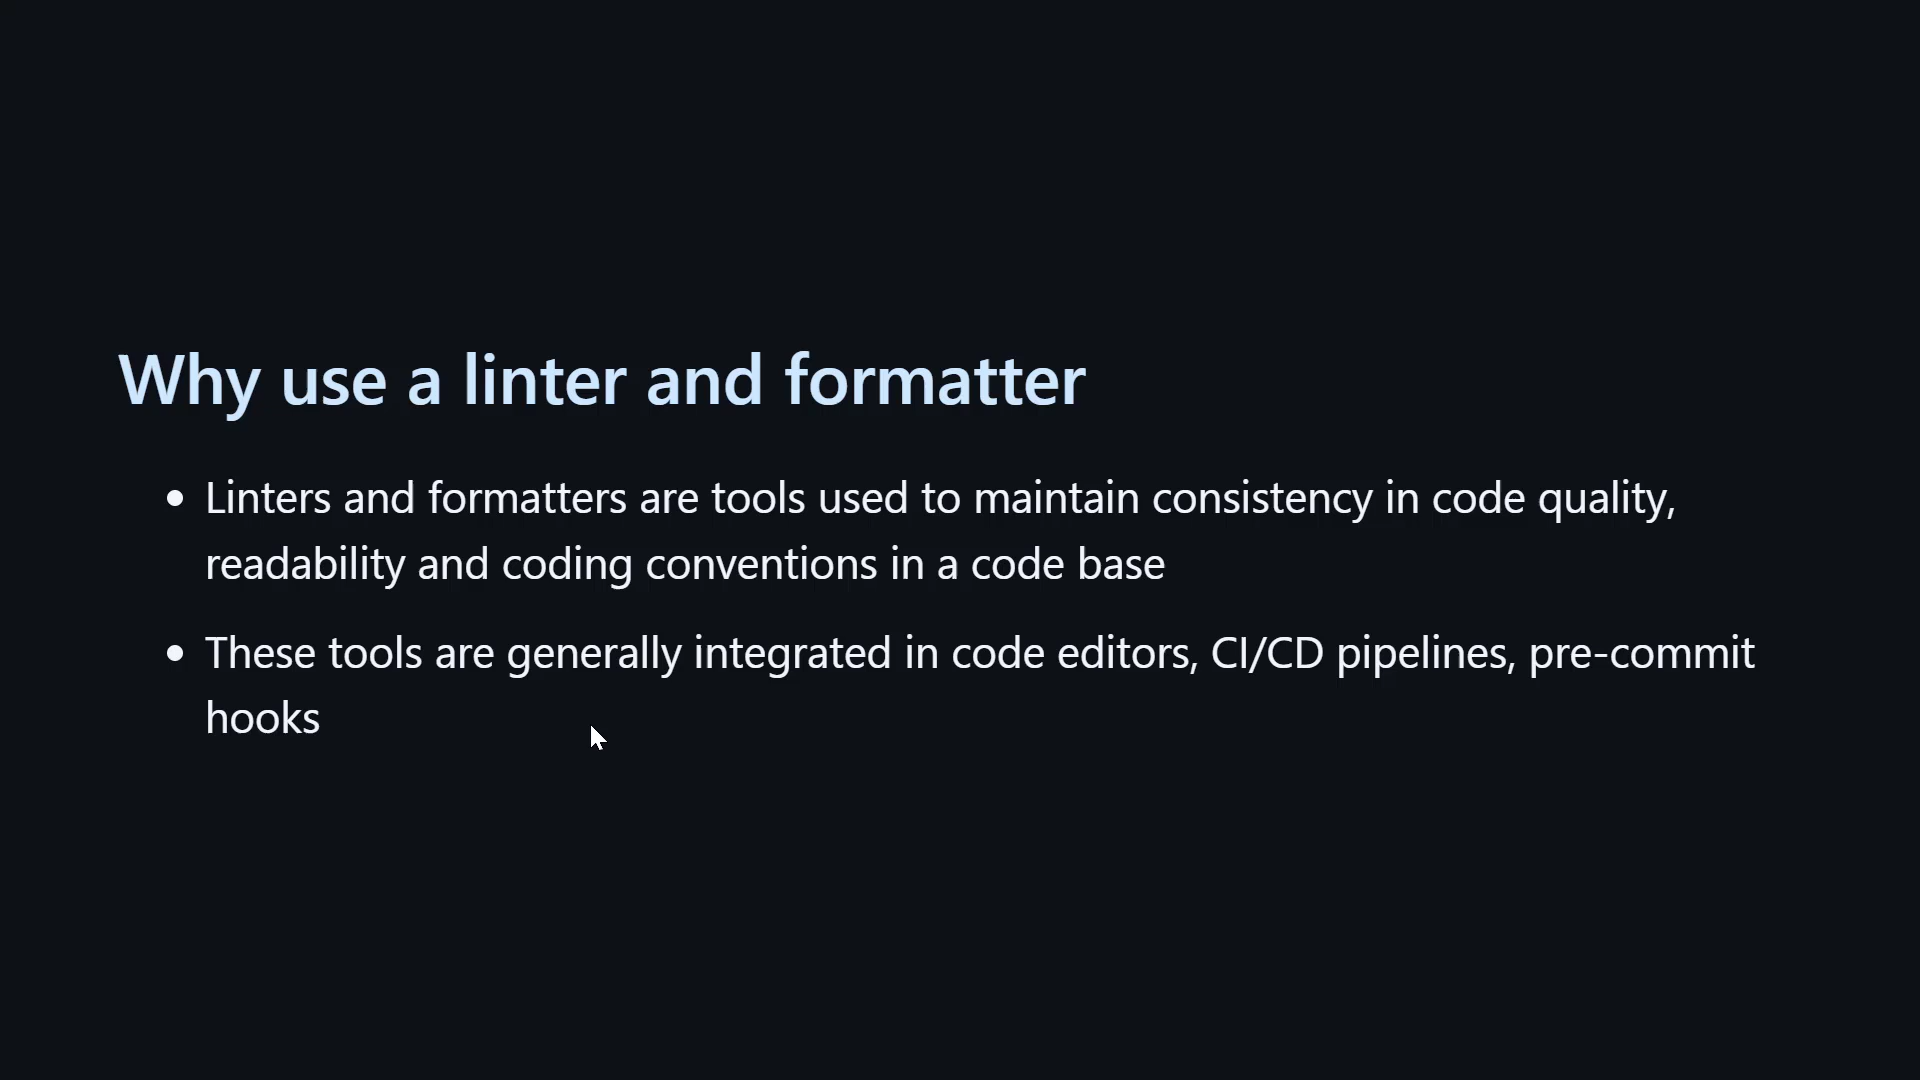 Why use a linter and formatter
• Linters and formatters are tools used to maintain consistency in code quality,
readability and coding conventions in a code base
• These tools are generally integrated in code editors, CI/CD pipelines, pre-commit
hooks